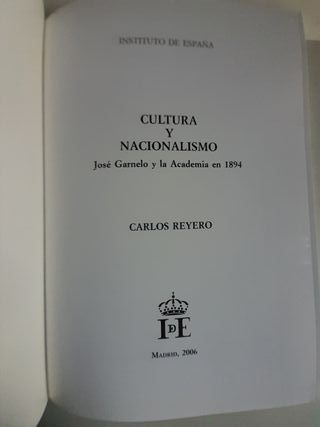 INSTITUTO DE ESPAÑA
CULTURA
Y
NACIONALISMO
José Garnelo y la Academia en 1894
CARLOS REYERO
IDE
MADRID, 2006